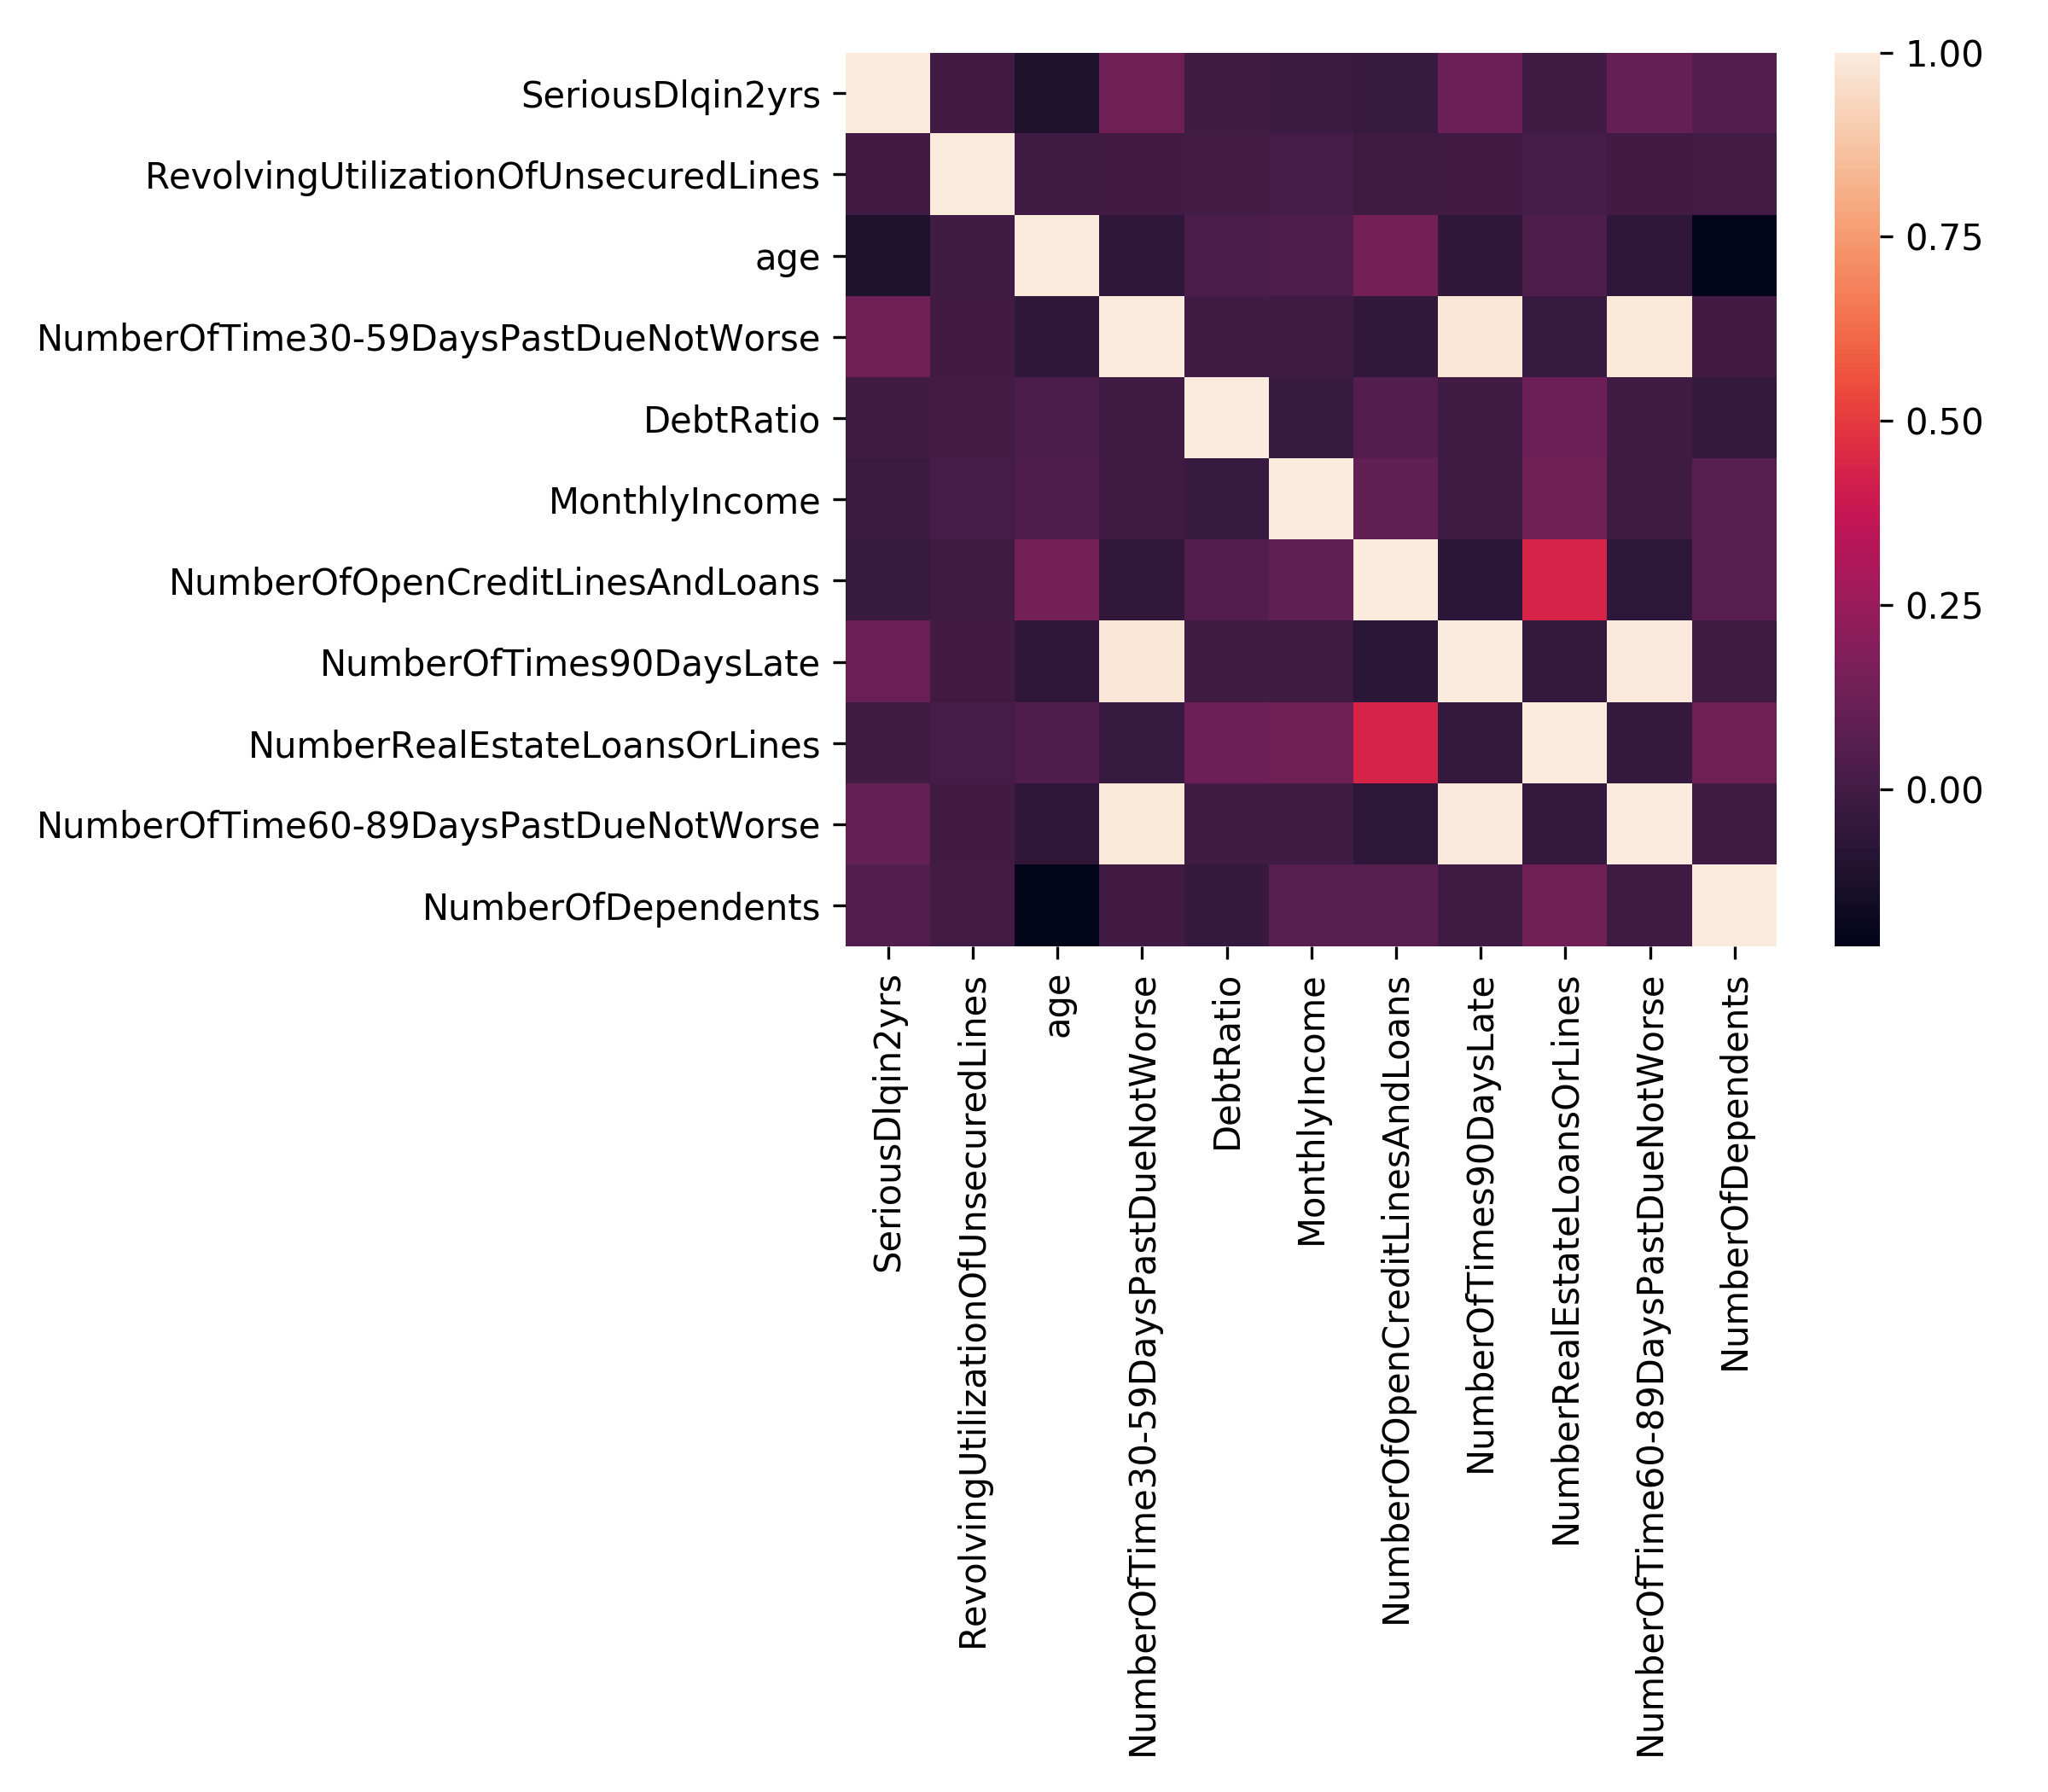 SeriousDlqin2yrs
RevolvingUtilizationOfUnsecuredLines
age
NumberOfTime30-59DaysPastDueNotWorse
DebtRatio
MonthlyIncome
NumberOfOpenCreditLinesAndLoans
NumberOfTimes90DaysLate
NumberRealEstateLoansOrLines
NumberOfTime60-89DaysPastDueNotWorse
NumberOfDependents
SeriousDlqin2yrs
RevolvingUtilizationOfUnsecuredLines
age
NumberOfTime30-59DaysPastDueNotWorse
DebtRatio
MonthlyIncome
NumberOfOpenCreditLinesAndLoans
NumberOfTimes90DaysLate
NumberRealEstateLoansOrLines
NumberOfTime60-89DaysPastDueNotWorse
NumberOfDependents
1.00
0.75
0.50
0.25
0.00